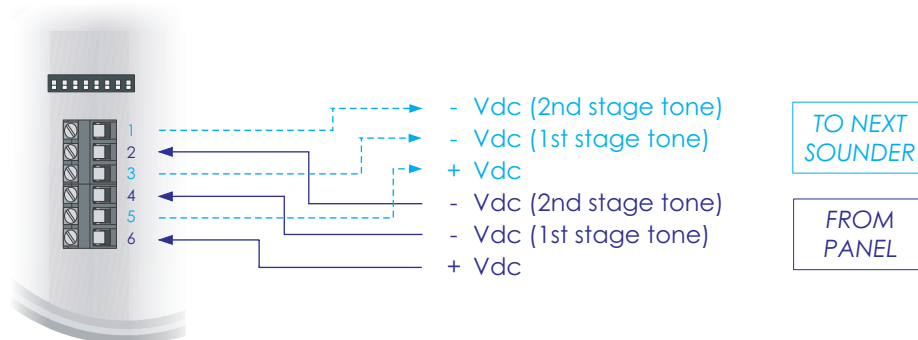 1
2
3
4
5
6
- Vdc (2nd stage tone)
- Vdc (1st stage tone)
+ Vdc
- Vdc (2nd stage tone)
- Vdc (1st stage tone)
+ Vdc
TO NEXT
SOUNDER
FROM
PANEL